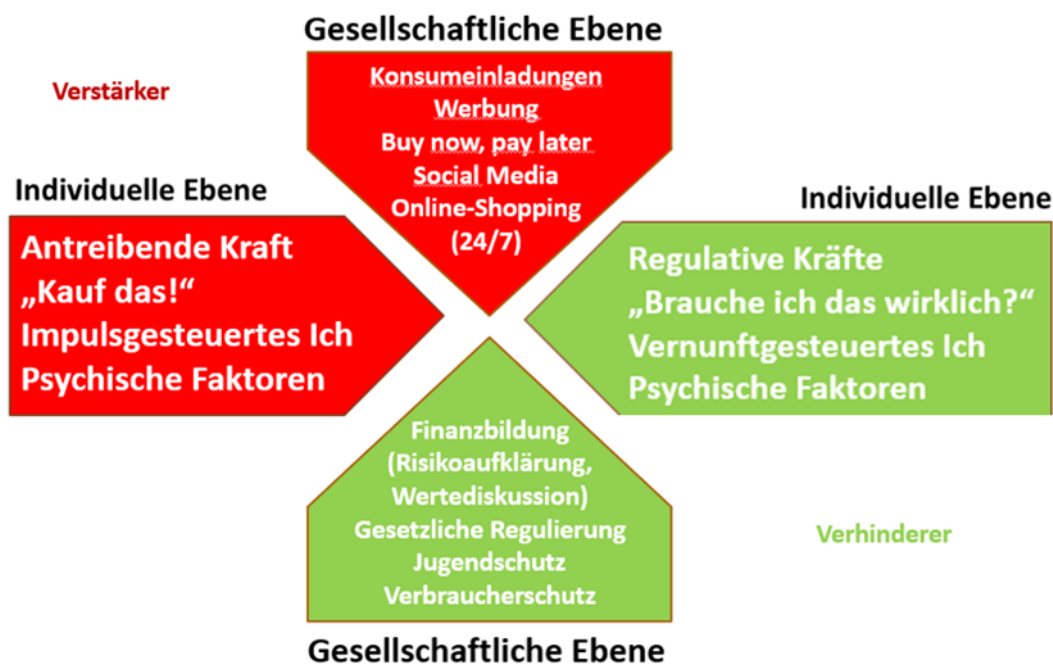 Gesellschaftliche Ebene
Verstärker
Konsumeinladungen
Werbung
Buy now, pay later
Social Media
Online-Shopping
(24/7)
Individuelle Ebene
Antreibende Kraft
„Kauf das!“
Impulsgesteuertes Ich
Psychische Faktoren
Individuelle Ebene
Regulative Kräfte
„Brauche ich das wirklich?“
Vernunftgesteuertes Ich
Psychische Faktoren
Finanzbildung
(Risikoaufklärung,
Wertediskussion)
Gesetzliche Regulierung
Jugendschutz
Verbraucherschutz
Verhinderer
Gesellschaftliche Ebene